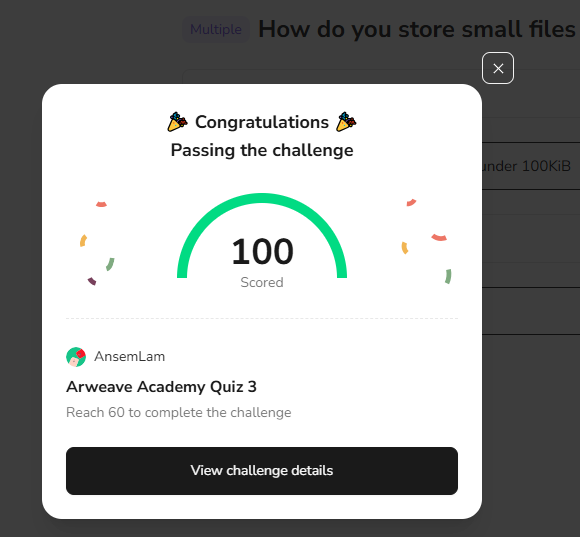 Multiple How do you store small files
Congratulations
Passing the challenge
under 100KiB
100
Scored
AnsemLam
Arweave Academy Quiz 3
Reach 60 to complete the challenge
View challenge details